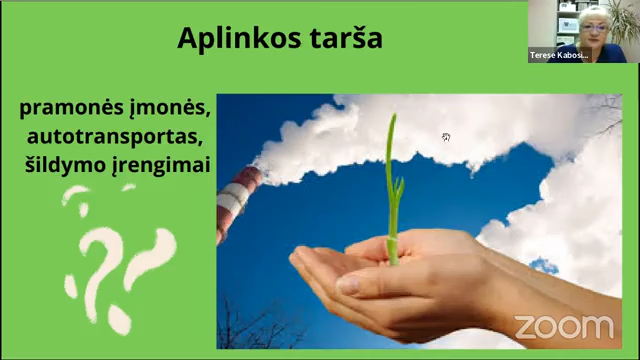 Aplinkos tarša
Terese Kabosi...
pramonės įmonės,
autotransportas,
šildymo įrengimai
zoom